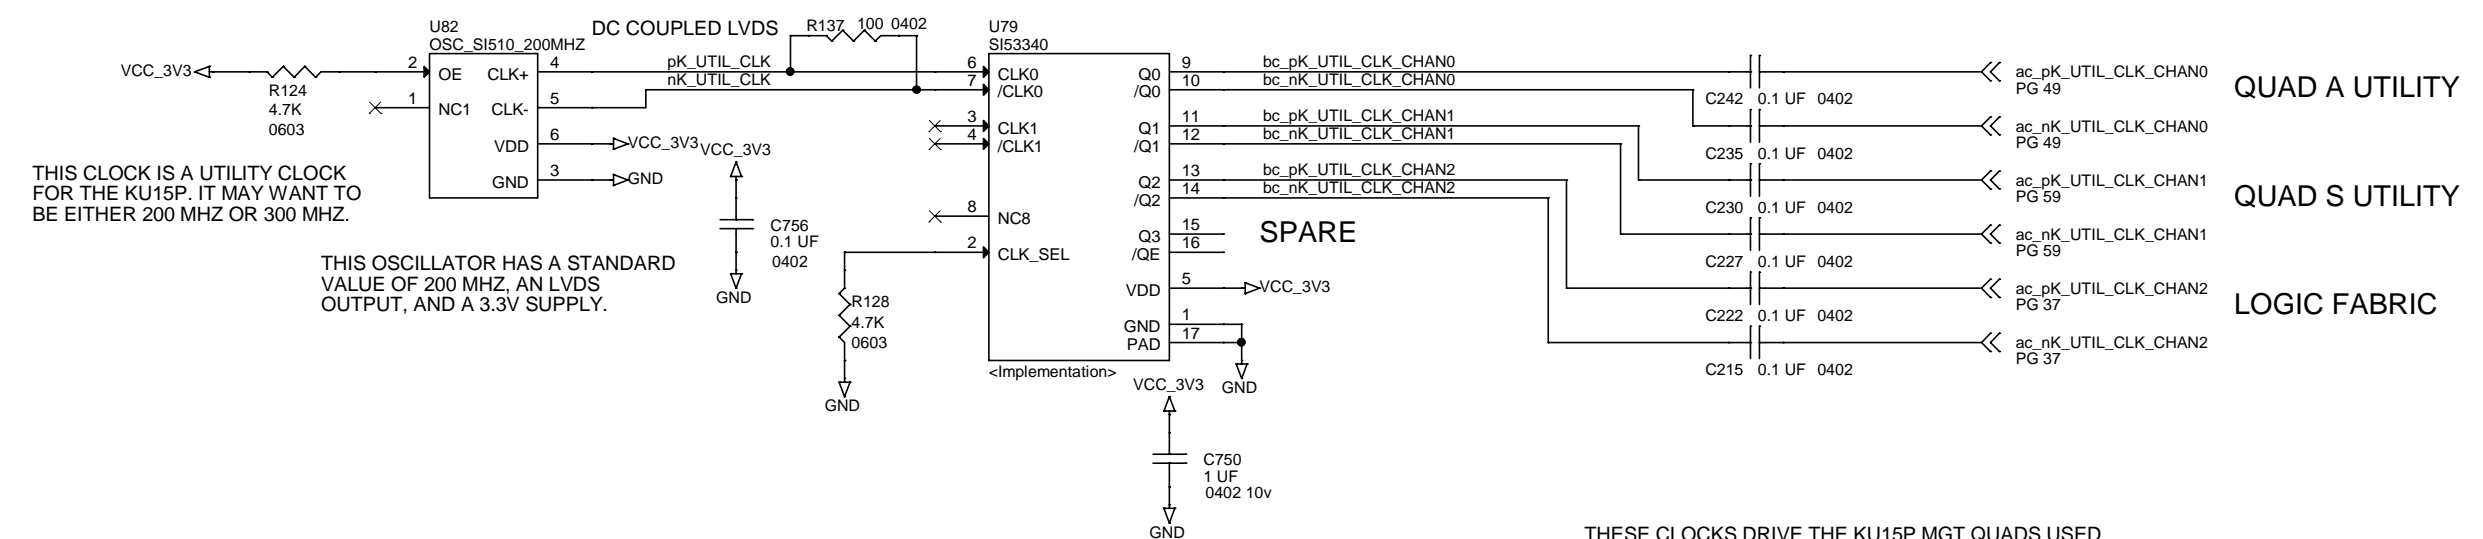 U82
OSC_SI510_200MHZ
DC COUPLED LVDS
R137 100 0402
U79
SI53340
VCC_3V3
R124
4.7K
0603
2 OE
1 NC1
CLK+ 4
CLK- 5
VDD 6
GND 3
VCC_3V3
GND
pK_UTIL_CLK
nK_UTIL_CLK
6 CLK0
7 /CLK0
3 CLK1
4 /CLK1
8 NC8
2 CLK_SEL
Q0 9
/Q0 10
Q1 11
/Q1 12
Q2 13
/Q2 14
Q3 15
/QE 16
VDD 5
GND 1
PAD 17
<Implementation>
VCC_3V3
GND
bc_pK_UTIL_CLK_CHAN0
bc_nK_UTIL_CLK_CHAN0
bc_pK_UTIL_CLK_CHAN1
bc_nK_UTIL_CLK_CHAN1
bc_pK_UTIL_CLK_CHAN2
bc_nK_UTIL_CLK_CHAN2
SPARE
C242 0.1 UF 0402
C235 0.1 UF 0402
C230 0.1 UF 0402
C227 0.1 UF 0402
C222 0.1 UF 0402
C215 0.1 UF 0402
ac_pK_UTIL_CLK_CHAN0
PG 49
ac_nK_UTIL_CLK_CHAN0
PG 49
ac_pK_UTIL_CLK_CHAN1
PG 59
ac_nK_UTIL_CLK_CHAN1
PG 59
ac_pK_UTIL_CLK_CHAN2
PG 37
ac_nK_UTIL_CLK_CHAN2
PG 37
QUAD A UTILITY
QUAD S UTILITY
LOGIC FABRIC
THIS CLOCK IS A UTILITY CLOCK
FOR THE KU15P. IT MAY WANT TO
BE EITHER 200 MHZ OR 300 MHZ.
THIS OSCILLATOR HAS A STANDARD
VALUE OF 200 MHZ, AN LVDS
OUTPUT, AND A 3.3V SUPPLY.
VCC_3V3
C756
0.1 UF
0402
GND
R128
4.7K
0603
GND
VCC_3V3
C750
1 UF
0402 10v
GND
THESE CLOCKS DRIVE THE KU15P MGT QUADS USED